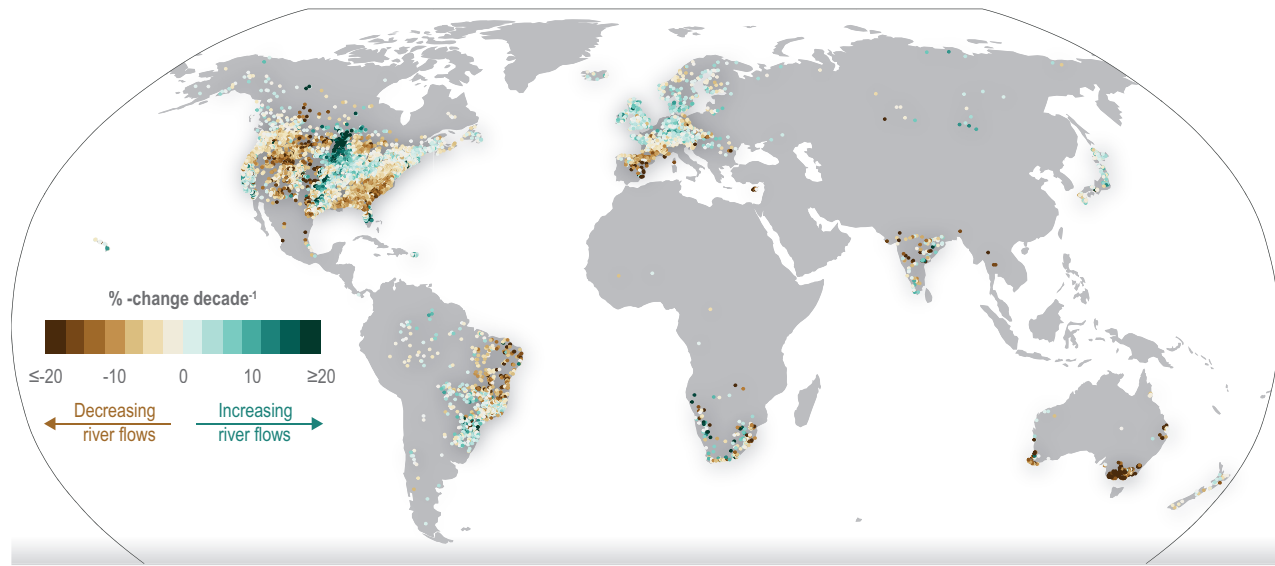 % -change decade-1
≤-20 -10 0 10 ≥20
Decreasing river flows
Increasing river flows